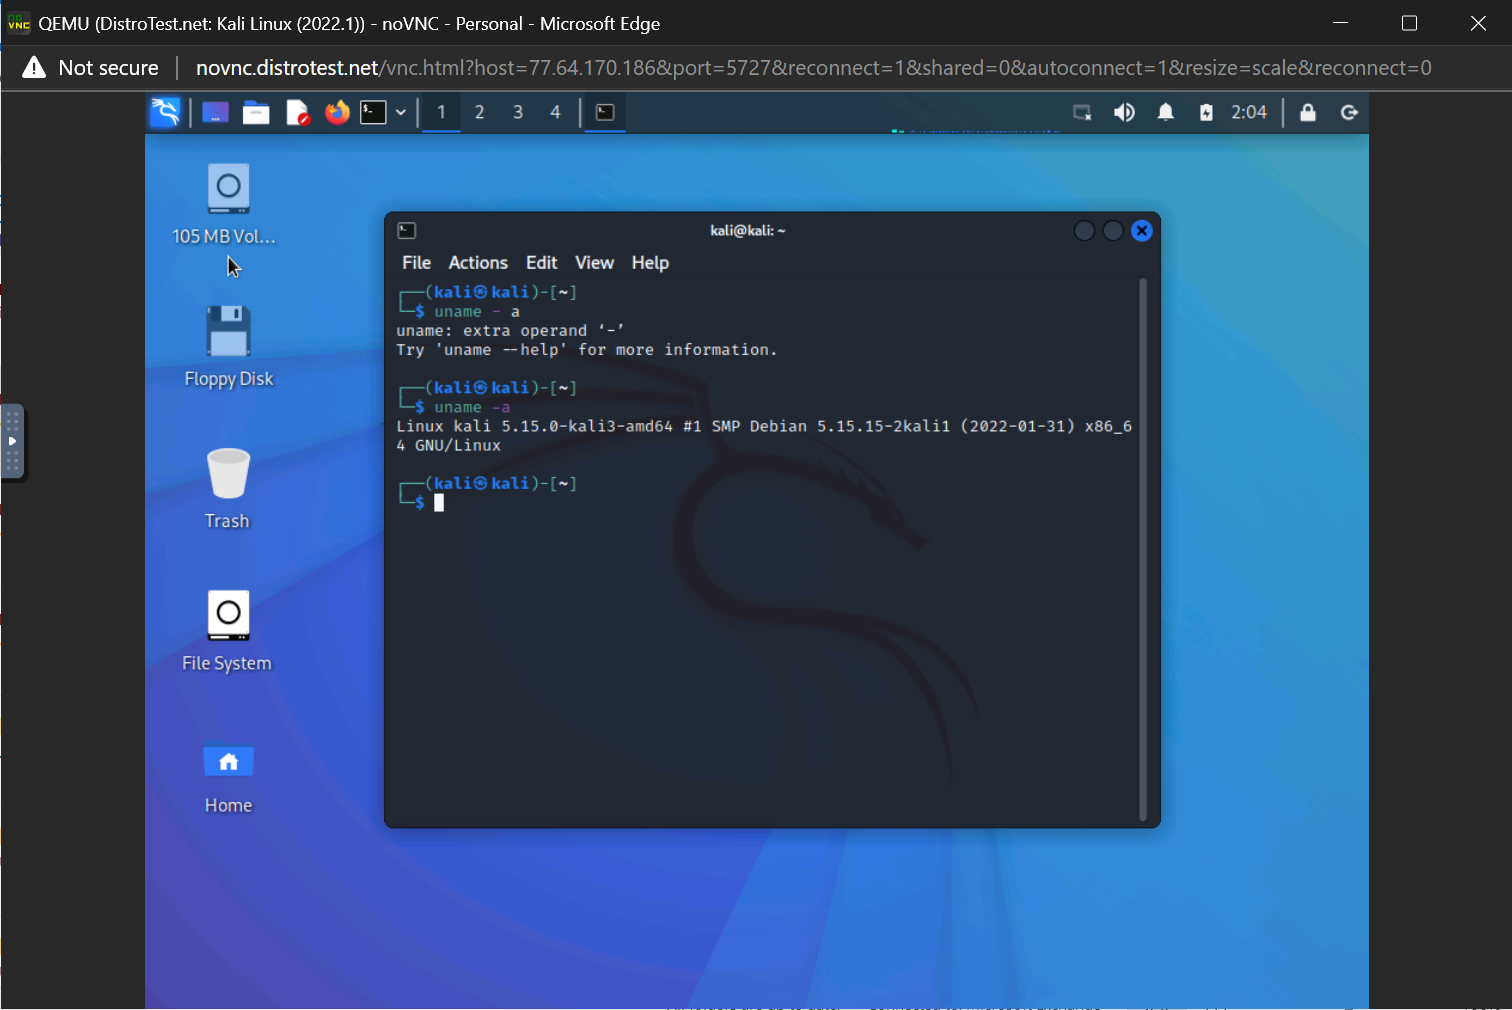 QEMU (DistroTest.net: Kali Linux (2022.1)) - noVNC - Personal - Microsoft Edge
Not secure novnc.distrotest.net/vnc.html?host=77.64.170.186&port=5727&reconnect=1&shared=0&autoconnect=1&resize=scale&reconnect=0
1 2 3 4 2:04
105 MB Vol...
Floppy Disk
Trash
File System
Home
kali@kali: ~
File Actions Edit View Help
┌──(kali㉿kali)-[~]
└─$ uname - a
uname: extra operand ‘-’
Try 'uname --help' for more information.
┌──(kali㉿kali)-[~]
└─$ uname -a
Linux kali 5.15.0-kali3-amd64 #1 SMP Debian 5.15.15-2kali1 (2022-01-31) x86_6
4 GNU/Linux
┌──(kali㉿kali)-[~]
└─$